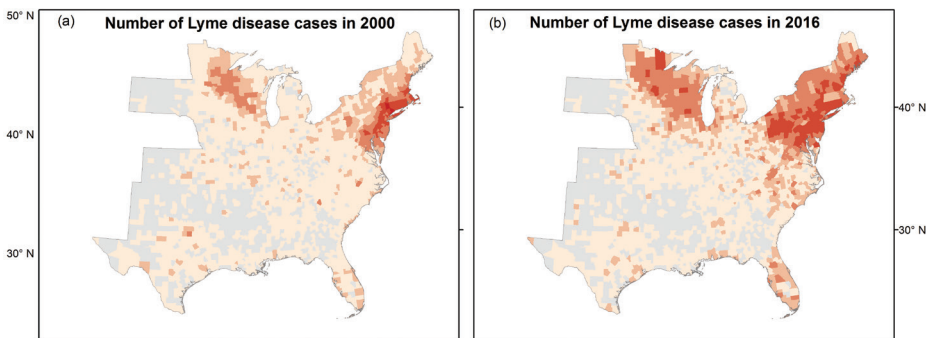 (a) Number of Lyme disease cases in 2000
50° N
40° N
30° N
(b) Number of Lyme disease cases in 2016
40° N
30° N